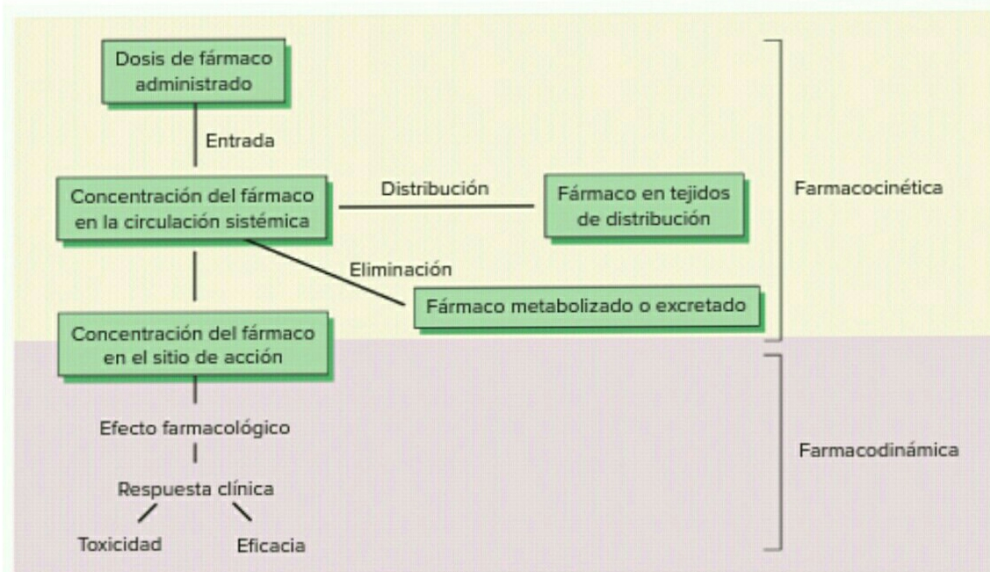 Dosis de fármaco
administrado
Entrada
Concentración del fármaco
en la circulación sistémica
Distribución
Fármaco en tejidos
de distribución
Farmacocinética
Eliminación
Fármaco metabolizado o excretado
Concentración del fármaco
en el sitio de acción
Efecto farmacológico
Farmacodinámica
Respuesta clínica
Toxicidad
Eficacia